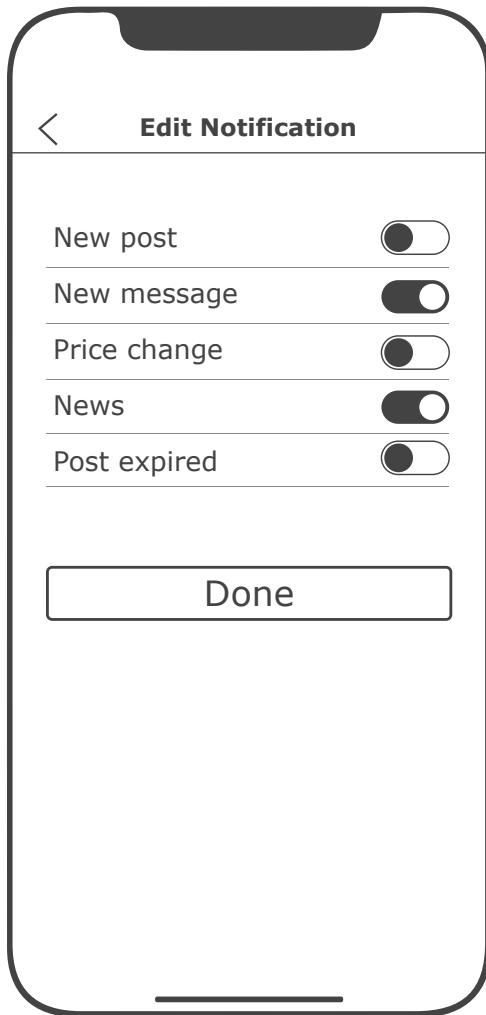 Edit Notification
New post
New message
Price change
News
Post expired
Done